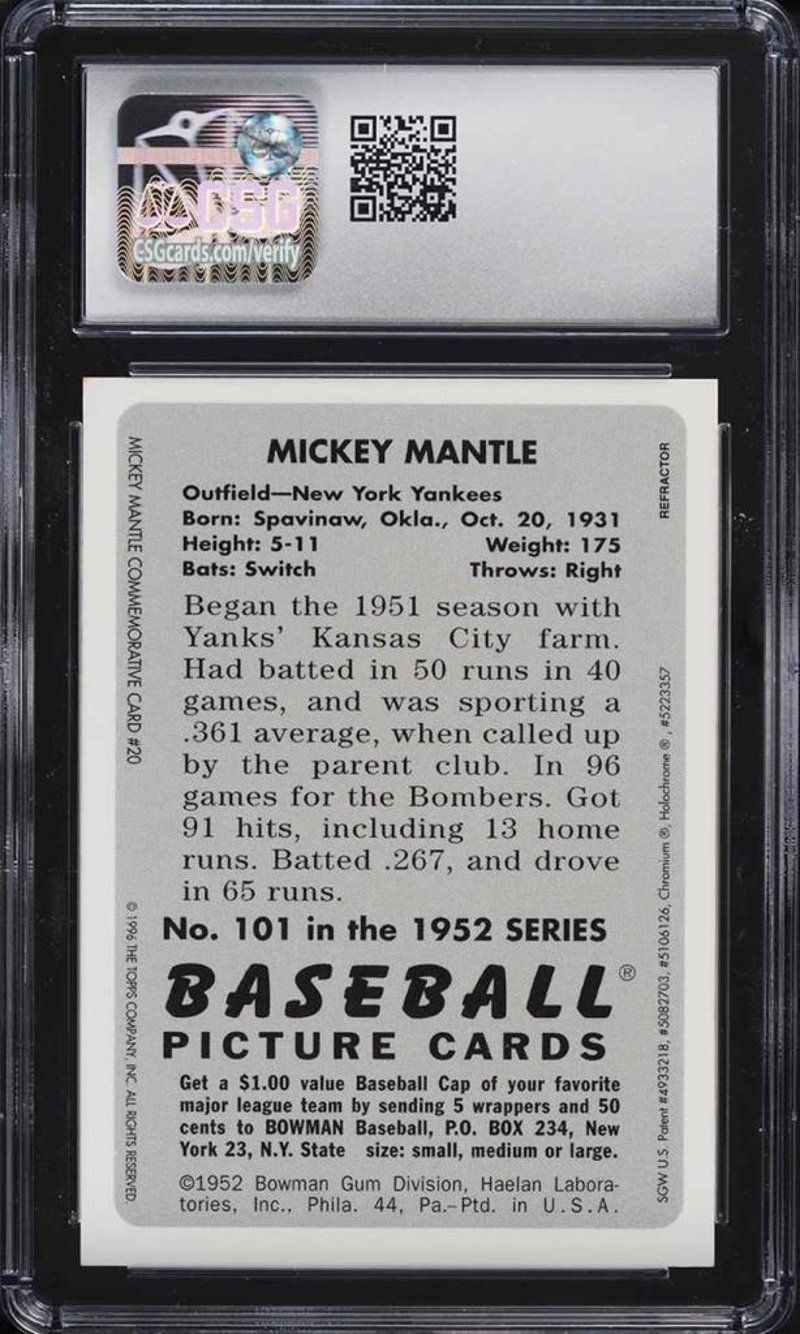 CSG
CSGcards.com/verify
MICKEY MANTLE
Outfield—New York Yankees
Born: Spavinaw, Okla., Oct. 20, 1931
Height: 5-11 Weight: 175
Bats: Switch Throws: Right
Began the 1951 season with
Yanks' Kansas City farm.
Had batted in 50 runs in 40
games, and was sporting a
.361 average, when called up
by the parent club. In 96
games for the Bombers. Got
91 hits, including 13 home
runs. Batted .267, and drove
in 65 runs.
No. 101 in the 1952 SERIES
BASEBALL®
PICTURE CARDS
Get a $1.00 value Baseball Cap of your favorite
major league team by sending 5 wrappers and 50
cents to BOWMAN Baseball, P.O. BOX 234, New
York 23, N.Y. State size: small, medium or large.
©1952 Bowman Gum Division, Haelan Labora-
tories, Inc., Phila. 44, Pa.-Ptd. in U.S.A.
MICKEY MANTLE COMMEMORATIVE CARD #20
© 1996 THE TOPPS COMPANY, INC. ALL RIGHTS RESERVED.
REFRACTOR
SGW U.S. Patent #4933218, #5082703, #5106126, Chromium ®, Holochrome ®, #5223357